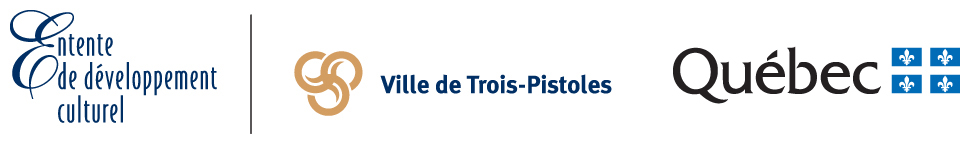 Entente
de développement
culturel
Ville de Trois-Pistoles
Québec